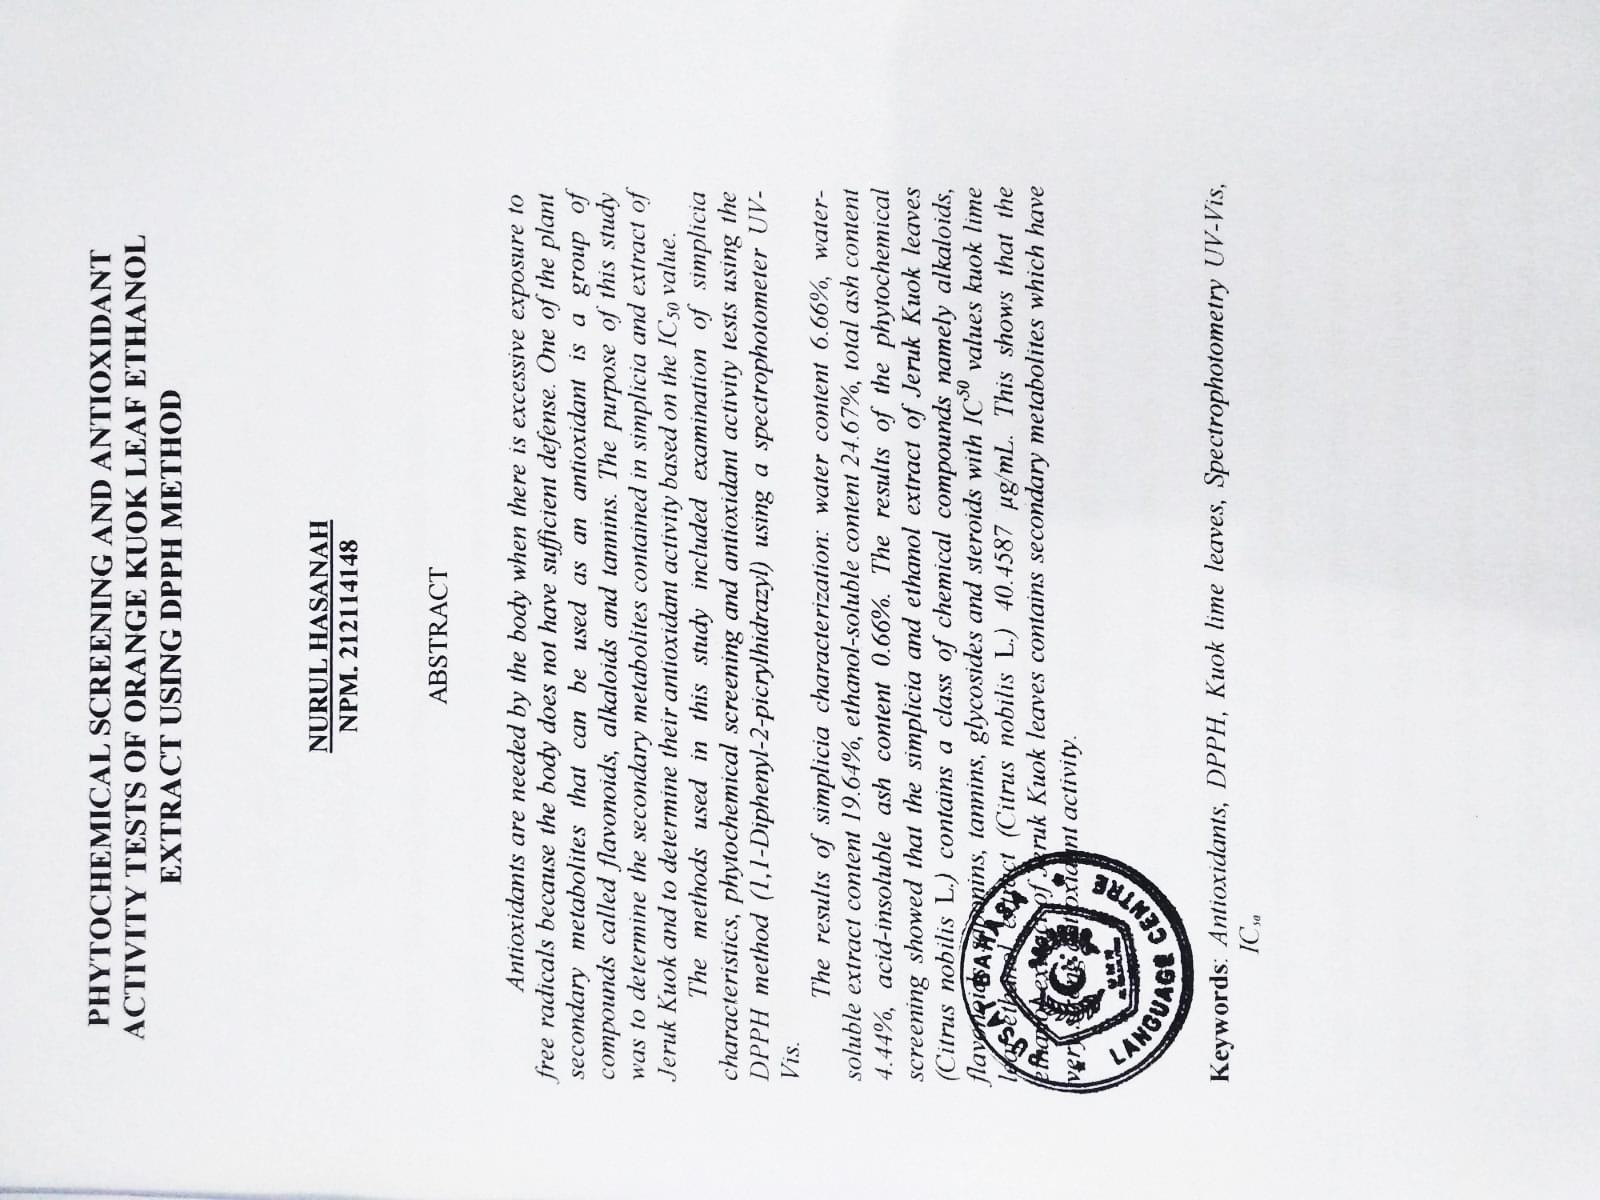 PHYTOCHEMICAL SCREENING AND ANTIOXIDANT
ACTIVITY TESTS OF ORANGE KUOK LEAF ETHANOL
EXTRACT USING DPPH METHOD
NURUL HASANAH
NPM. 212114148
ABSTRACT
Antioxidants are needed by the body when there is excessive exposure to
free radicals because the body does not have sufficient defense. One of the plant
secondary metabolites that can be used as an antioxidant is a group of
compounds called flavonoids, alkaloids and tannins. The purpose of this study
was to determine the secondary metabolites contained in simplicia and extract of
Jeruk Kuok and to determine their antioxidant activity based on the IC50 value.
The methods used in this study included examination of simplicia
characteristics, phytochemical screening and antioxidant activity tests using the
DPPH method (1,1-Diphenyl-2-picrylhidrazyl) using a spectrophotometer UV-
Vis.
The results of simplicia characterization: water content 6.66%, water-
soluble extract content 19.64%, ethanol-soluble content 24.67%, total ash content
4.44%, acid-insoluble ash content 0.66%. The results of the phytochemical
screening showed that the simplicia and ethanol extract of Jeruk Kuok leaves
(Citrus nobilis L.) contains a class of chemical compounds namely alkaloids,
tannins, glycosides and steroids with IC50 values kuok lime
(Citrus nobilis L.) 40.4587 µg/mL. This shows that the
of Jeruk Kuok leaves contains secondary metabolites which have
activity.
PUSAT BAHASA
LANGUAGE CENTRE
Keywords: Antioxidants, DPPH, Kuok lime leaves, Spectrophotometry UV-Vis,
IC50